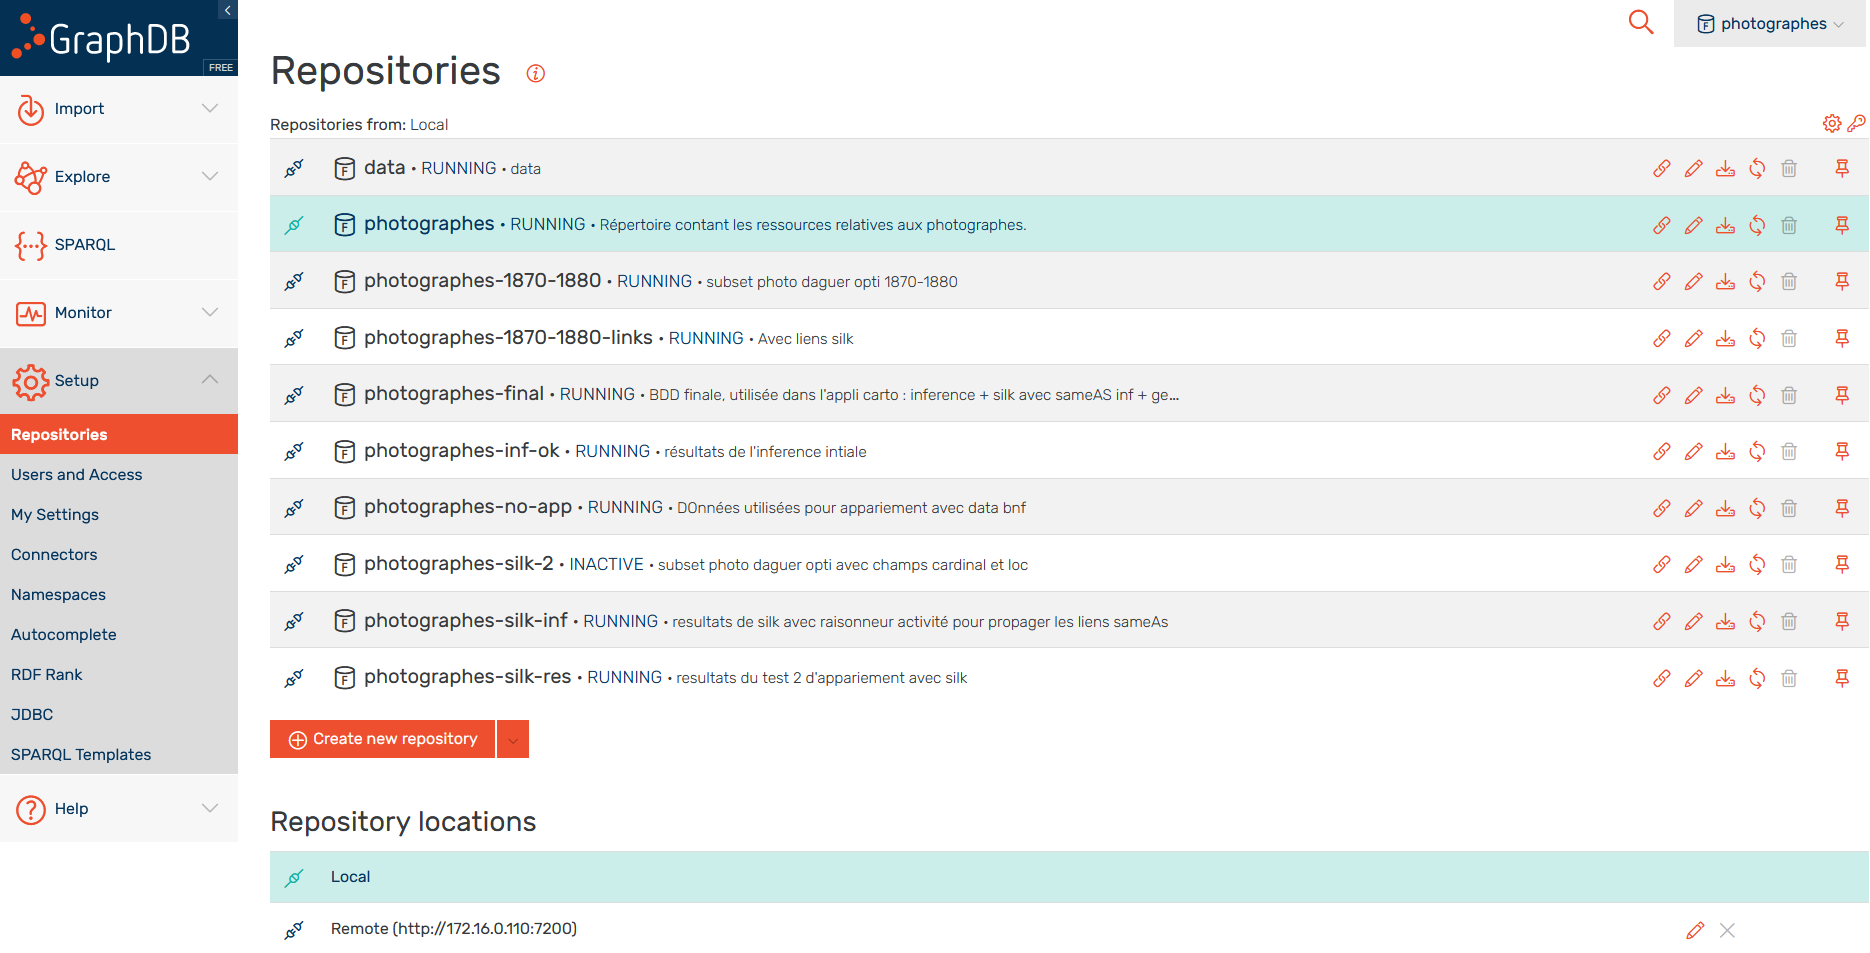 GraphDB
FREE
photographes
Import
Explore
SPARQL
Monitor
Setup
Repositories
Users and Access
My Settings
Connectors
Namespaces
Autocomplete
RDF Rank
JDBC
SPARQL Templates
Help
Repositories
Repositories from: Local
data • RUNNING • data
photographes • RUNNING • Répertoire contant les ressources relatives aux photographes.
photographes-1870-1880 • RUNNING • subset photo daguer opti 1870-1880
photographes-1870-1880-links • RUNNING • Avec liens silk
photographes-final • RUNNING • BDD finale, utilisée dans l'appli carto : inference + silk avec sameAS inf + ge...
photographes-inf-ok • RUNNING • résultats de l'inference intiale
photographes-no-app • RUNNING • DOnnées utilisées pour appariement avec data bnf
photographes-silk-2 • INACTIVE • subset photo daguer opti avec champs cardinal et loc
photographes-silk-inf • RUNNING • resultats de silk avec raisonneur activité pour propager les liens sameAs
photographes-silk-res • RUNNING • resultats du test 2 d'appariement avec silk
Create new repository
Repository locations
Local
Remote (http://172.16.0.110:7200)